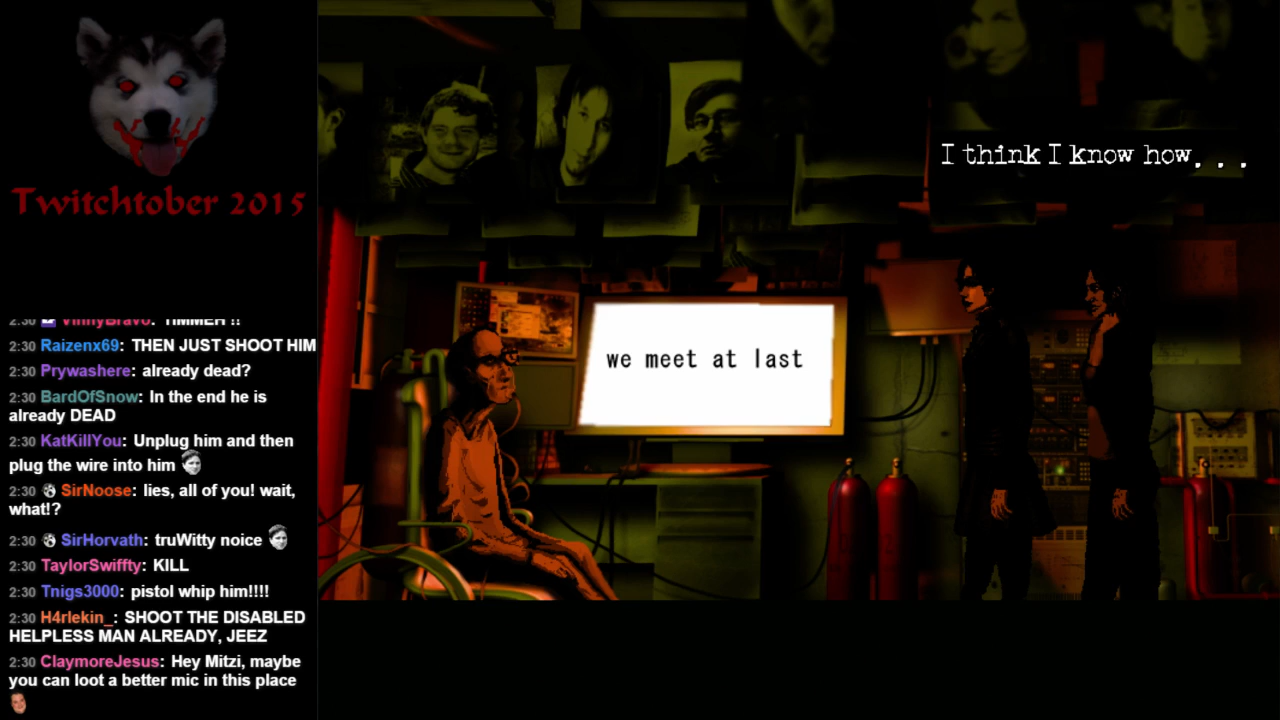 Twitchtober 2015
2:30 VinnyBravo: TIMMEH !!
2:30 Raizenx69: THEN JUST SHOOT HIM
2:30 Prywashere: already dead?
2:30 BardOfSnow: In the end he is
already DEAD
2:30 KatKillYou: Unplug him and then
plug the wire into him
2:30 SirNoose: lies, all of you! wait,
what!?
2:30 SirHorvath: truWitty noice
2:30 TaylorSwiffty: KILL
2:30 Tnigs3000: pistol whip him!!!!
2:30 H4rlekin_: SHOOT THE DISABLED
HELPLESS MAN ALREADY, JEEZ
2:30 ClaymoreJesus: Hey Mitzi, maybe
you can loot a better mic in this place
I think I know how. . .
we meet at last